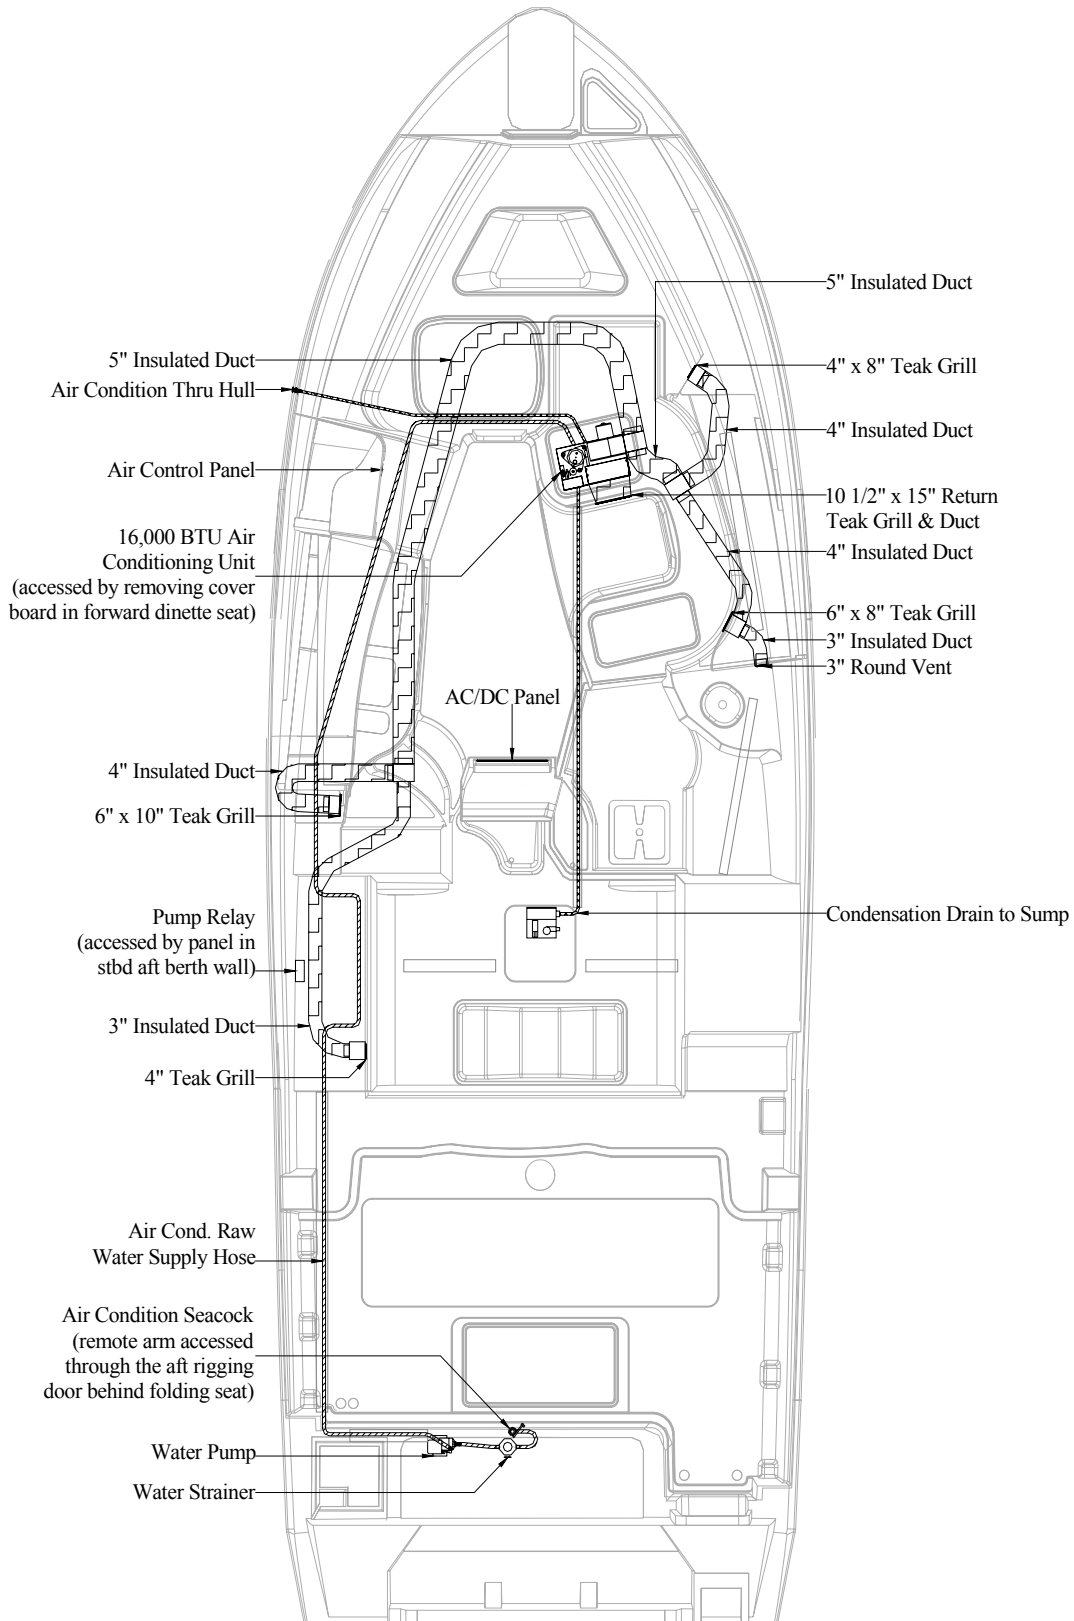 5" Insulated Duct
5" Insulated Duct
Air Condition Thru Hull
4" x 8" Teak Grill
4" Insulated Duct
Air Control Panel
10 1/2" x 15" Return
Teak Grill & Duct
16,000 BTU Air
Conditioning Unit
(accessed by removing cover
board in forward dinette seat)
4" Insulated Duct
6" x 8" Teak Grill
3" Insulated Duct
3" Round Vent
AC/DC Panel
4" Insulated Duct
6" x 10" Teak Grill
Pump Relay
(accessed by panel in
stbd aft berth wall)
Condensation Drain to Sump
3" Insulated Duct
4" Teak Grill
Air Cond. Raw
Water Supply Hose
Air Condition Seacock
(remote arm accessed
through the aft rigging
door behind folding seat)
Water Pump
Water Strainer